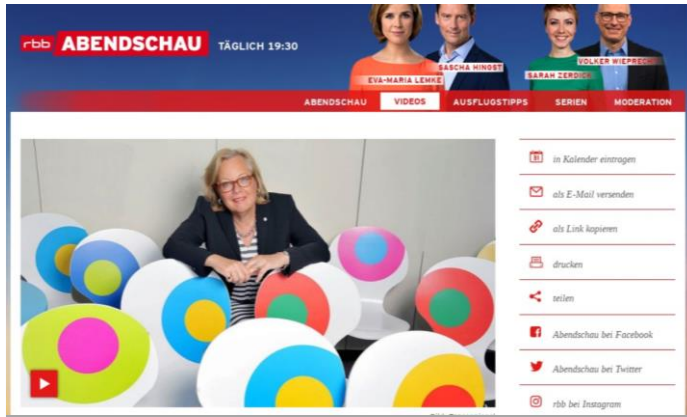 rbb ABENDSCHAU TÄGLICH 19:30
SASCHA HINGST
VOLKER WIEPRECHT
EVA-MARIA LEMKE
SARAH ZERDICK
ABENDSCHAU VIDEOS AUSFLUGSTIPPS SERIEN MODERATION
31
in Kalender eintragen
als E-Mail versenden
als Link kopieren
drucken
teilen
Abendschau bei Facebook
Abendschau bei Twitter
rbb bei Instagram